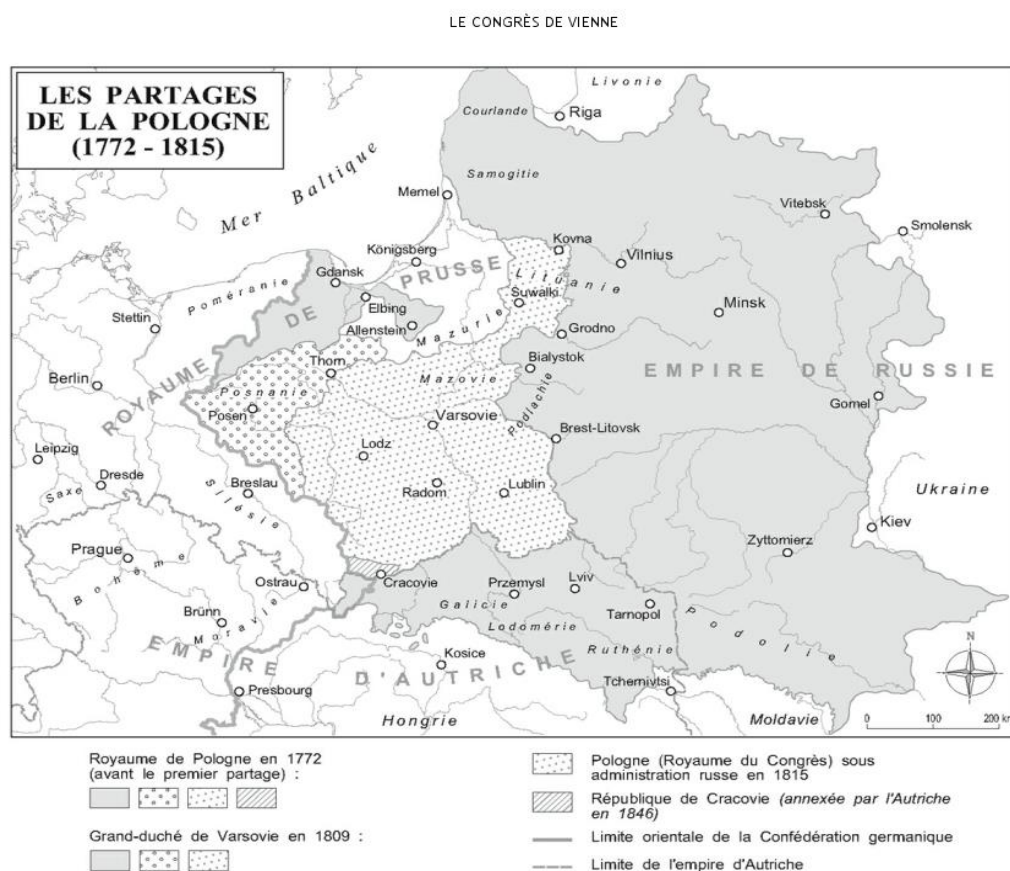 LE CONGRÈS DE VIENNE
LES PARTAGES
DE LA POLOGNE
(1772 - 1815)
Livonie
Courlande
Riga
Mer Baltique
Samogitie
Memel
Vitebsk
Smolensk
Königsberg
Kovna
Vilnius
Gdansk
PRUSSE
Lituanie
Poméranie
Elbing
Suwalki
Minsk
Stettin
DE
Allenstein
Mazurie
Grodno
Thorn
Bialystok
Berlin
ROYAUME
Posnanie
Mazovie
Podlachie
EMPIRE DE RUSSIE
Posen
Varsovie
Gomel
Leipzig
Lodz
Brest-Litovsk
Dresde
Saxe
Breslau
Silésie
Radom
Lublin
Ukraine
Kiev
Prague
Bohême
Zyttomierz
Ostrau
Cracovie
Przemysl
Lviv
Brünn
Moravie
Galicie
Tarnopol
Podolie
Lodomérie
EMPIRE
Ruthénie
Kosice
D'AUTRICHE
N
Presbourg
Tchernivtsi
Hongrie
Moldavie
0 100 200 km
Royaume de Pologne en 1772
(avant le premier partage) :
Grand-duché de Varsovie en 1809 :
Pologne (Royaume du Congrès) sous
administration russe en 1815
République de Cracovie (annexée par l'Autriche
en 1846)
Limite orientale de la Confédération germanique
Limite de l'empire d'Autriche